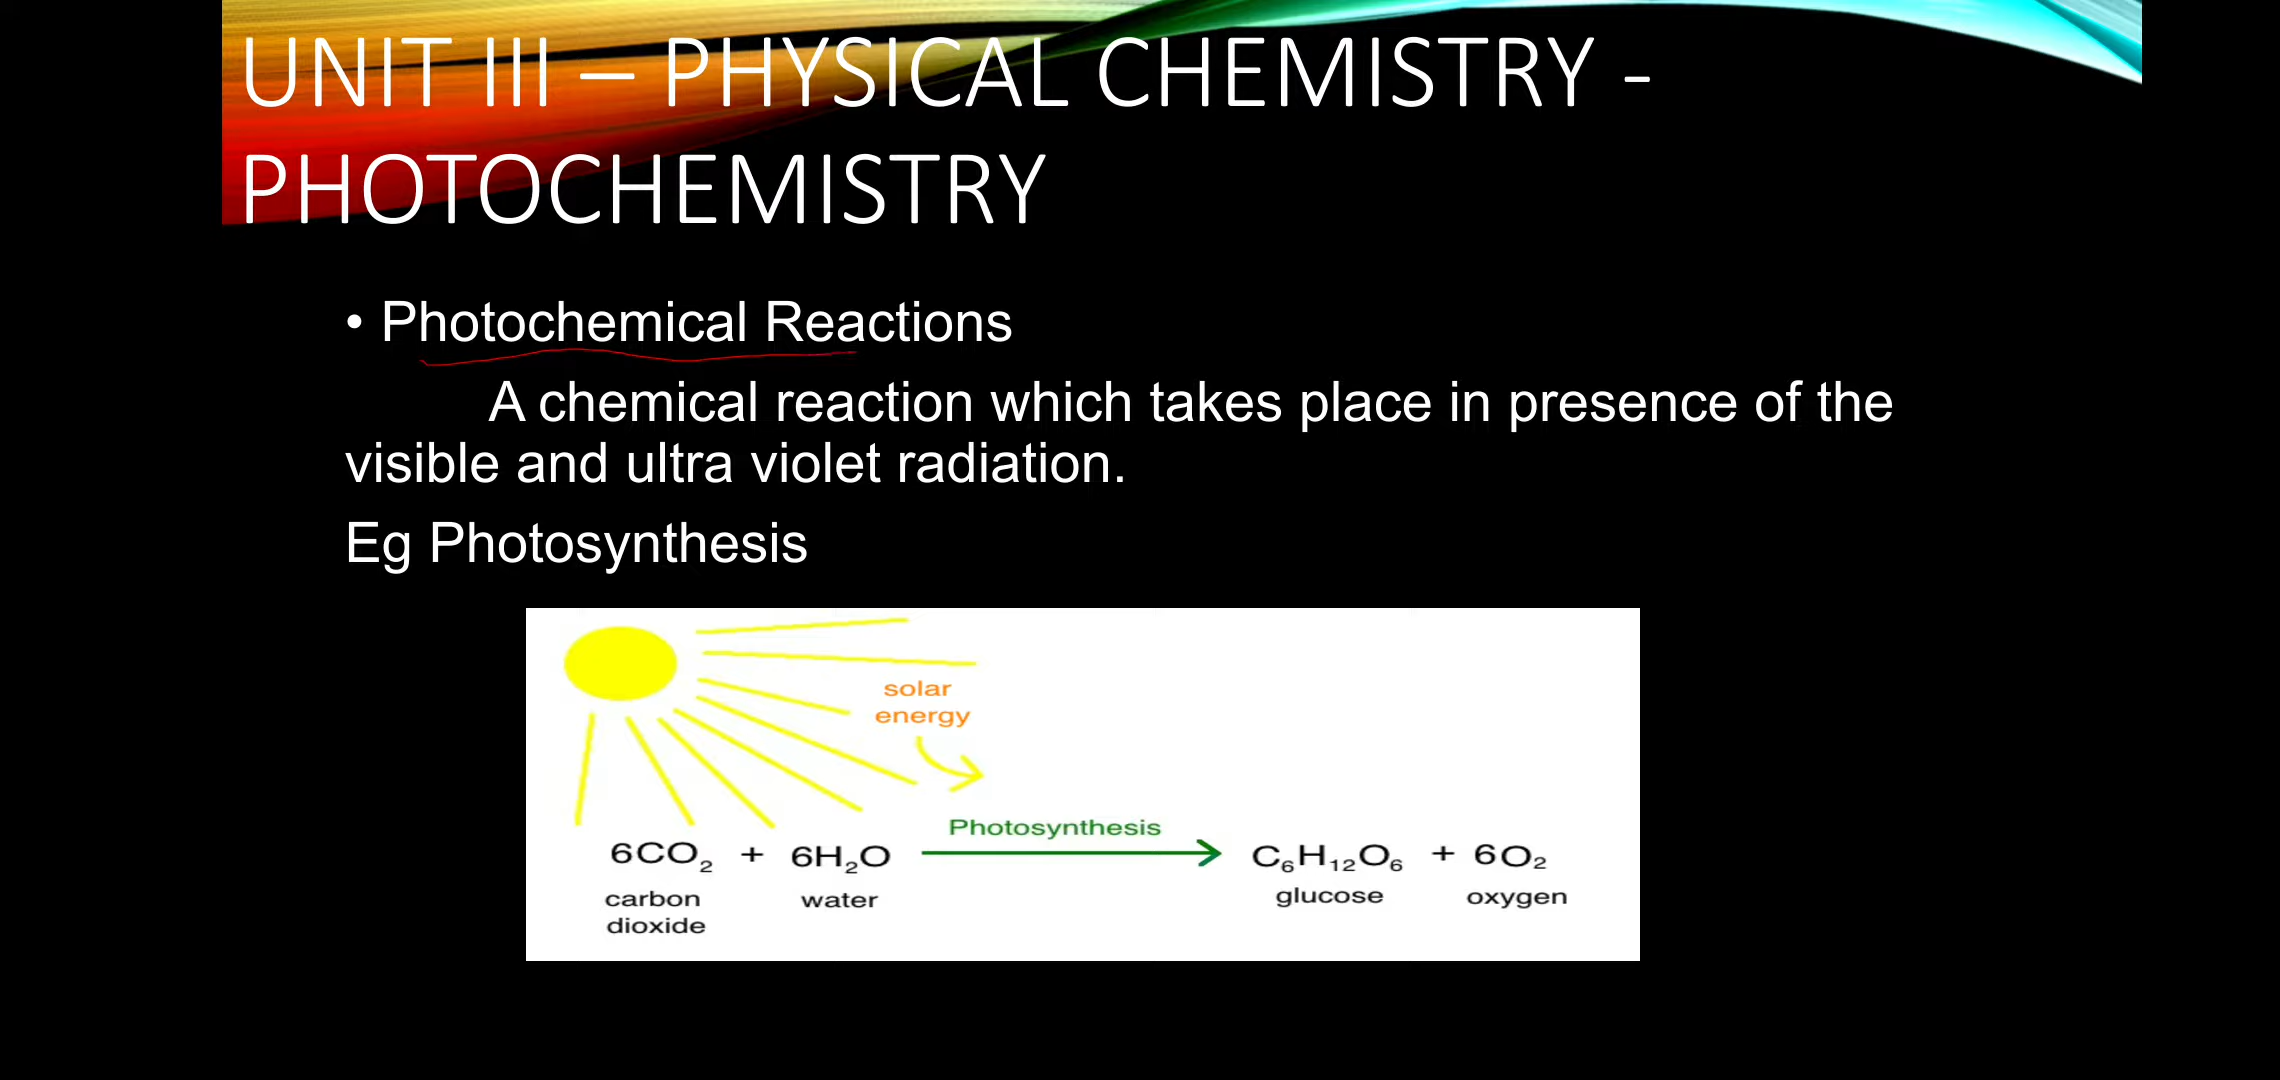 UNIT III – PHYSICAL CHEMISTRY -
PHOTOCHEMISTRY
• Photochemical Reactions
A chemical reaction which takes place in presence of the
visible and ultra violet radiation.
Eg Photosynthesis
solar
energy
Photosynthesis
6CO₂ + 6H₂O C₆H₁₂O₆ + 6O₂
carbon water glucose oxygen
dioxide